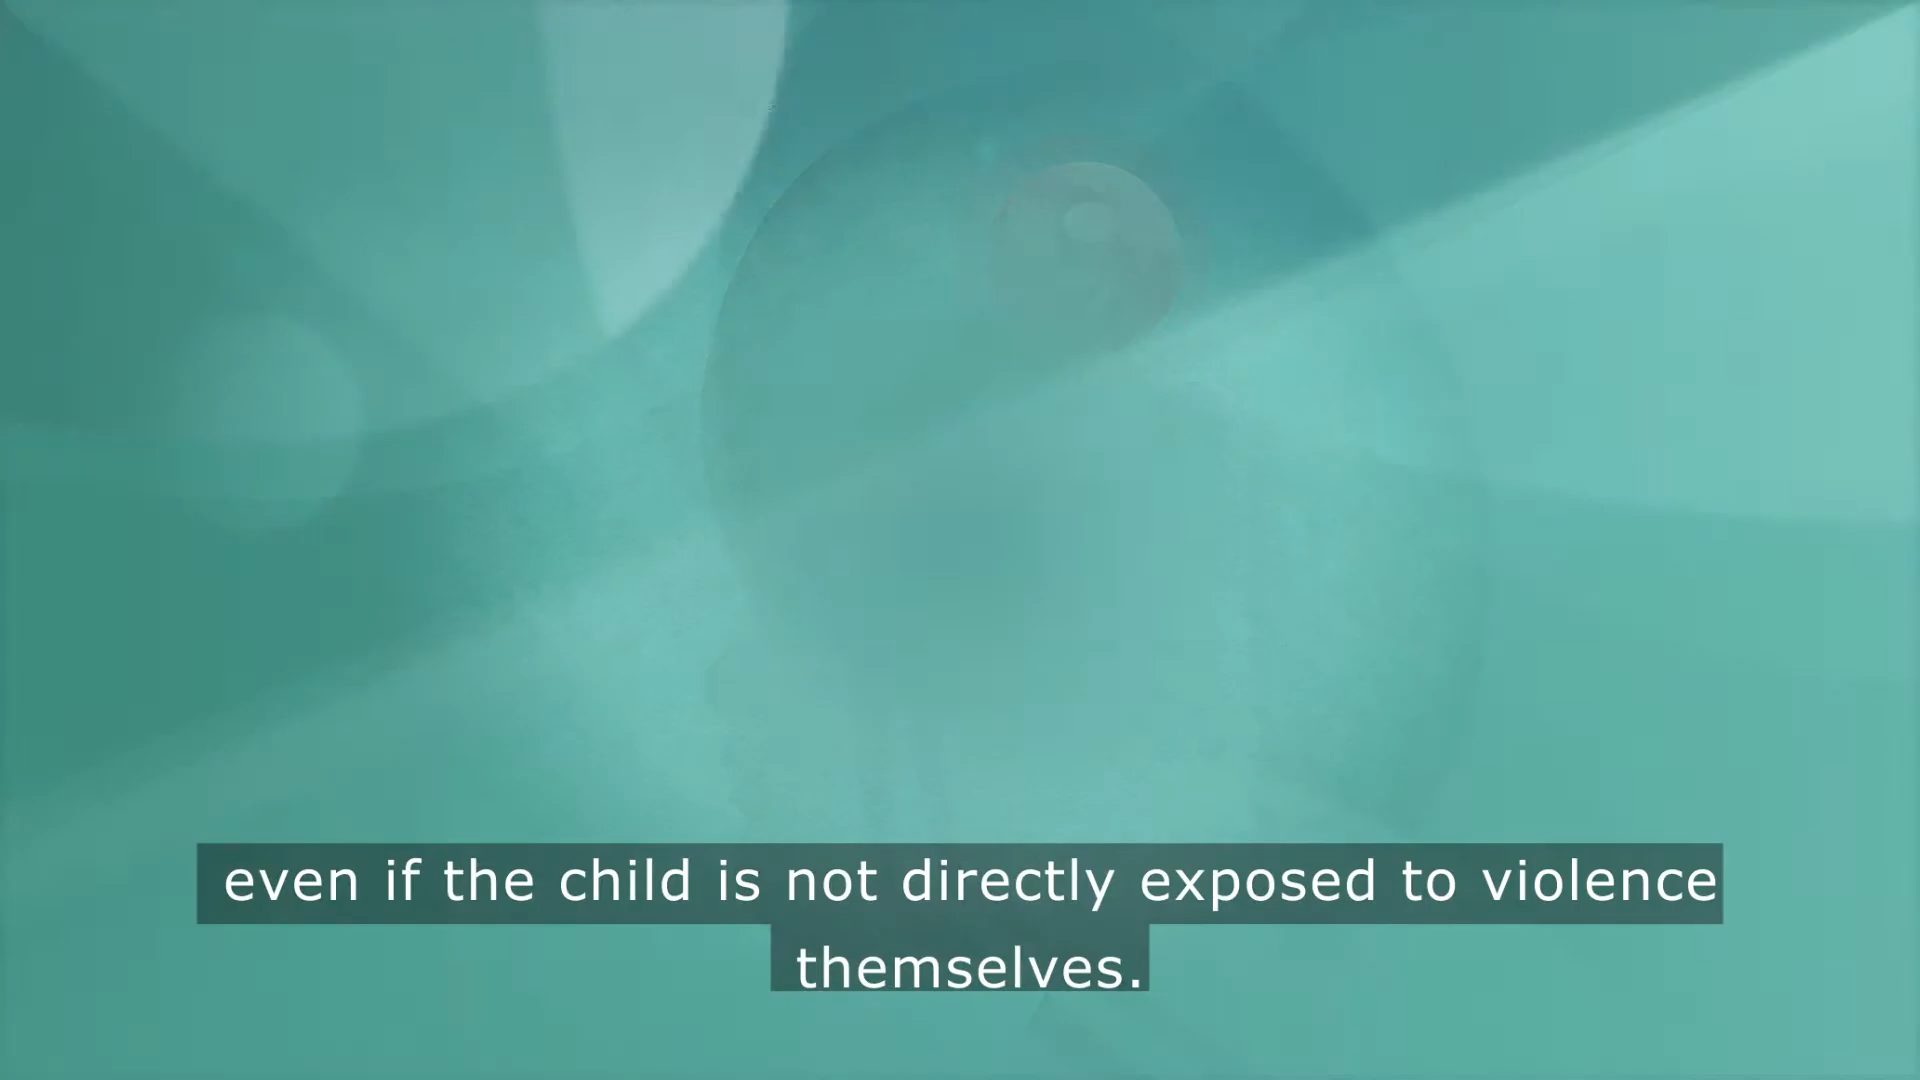 even if the child is not directly exposed to violence
themselves.